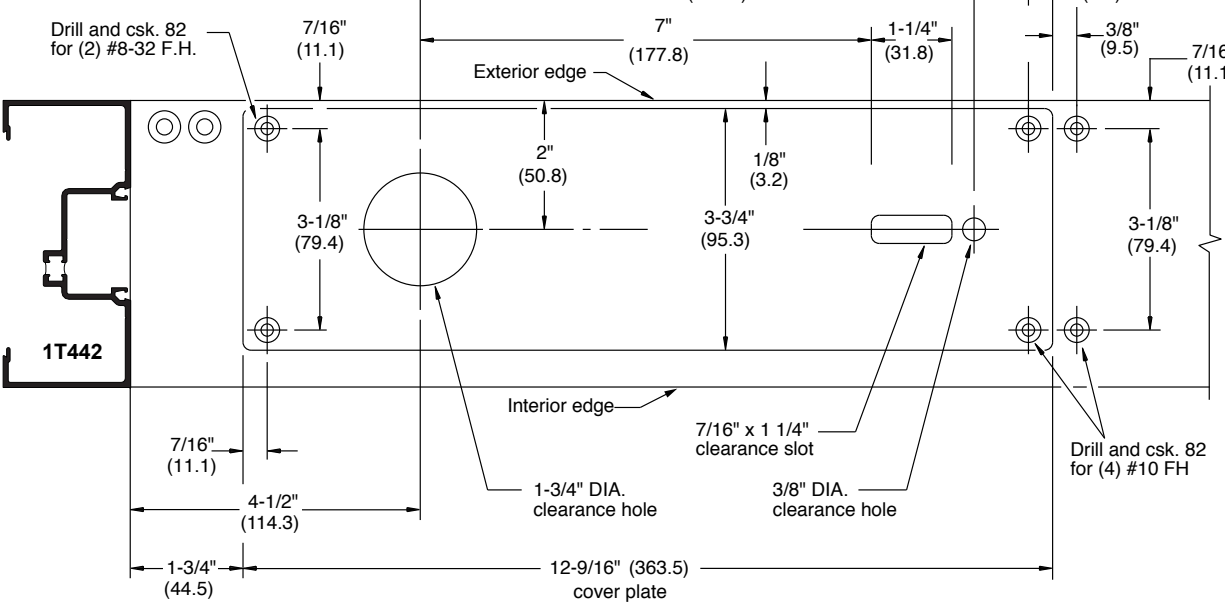 Drill and csk. 82
for (2) #8-32 F.H.
7/16"
(11.1)
7"
(177.8)
1-1/4"
(31.8)
3/8"
(9.5)
7/16
(11.1
Exterior edge
2"
(50.8)
1/8"
(3.2)
3-1/8"
(79.4)
3-3/4"
(95.3)
3-1/8"
(79.4)
1T442
Interior edge
7/16"
(11.1)
7/16" x 1 1/4"
clearance slot
Drill and csk. 82
for (4) #10 FH
4-1/2"
(114.3)
1-3/4" DIA.
clearance hole
3/8" DIA.
clearance hole
1-3/4"
(44.5)
12-9/16" (363.5)
cover plate